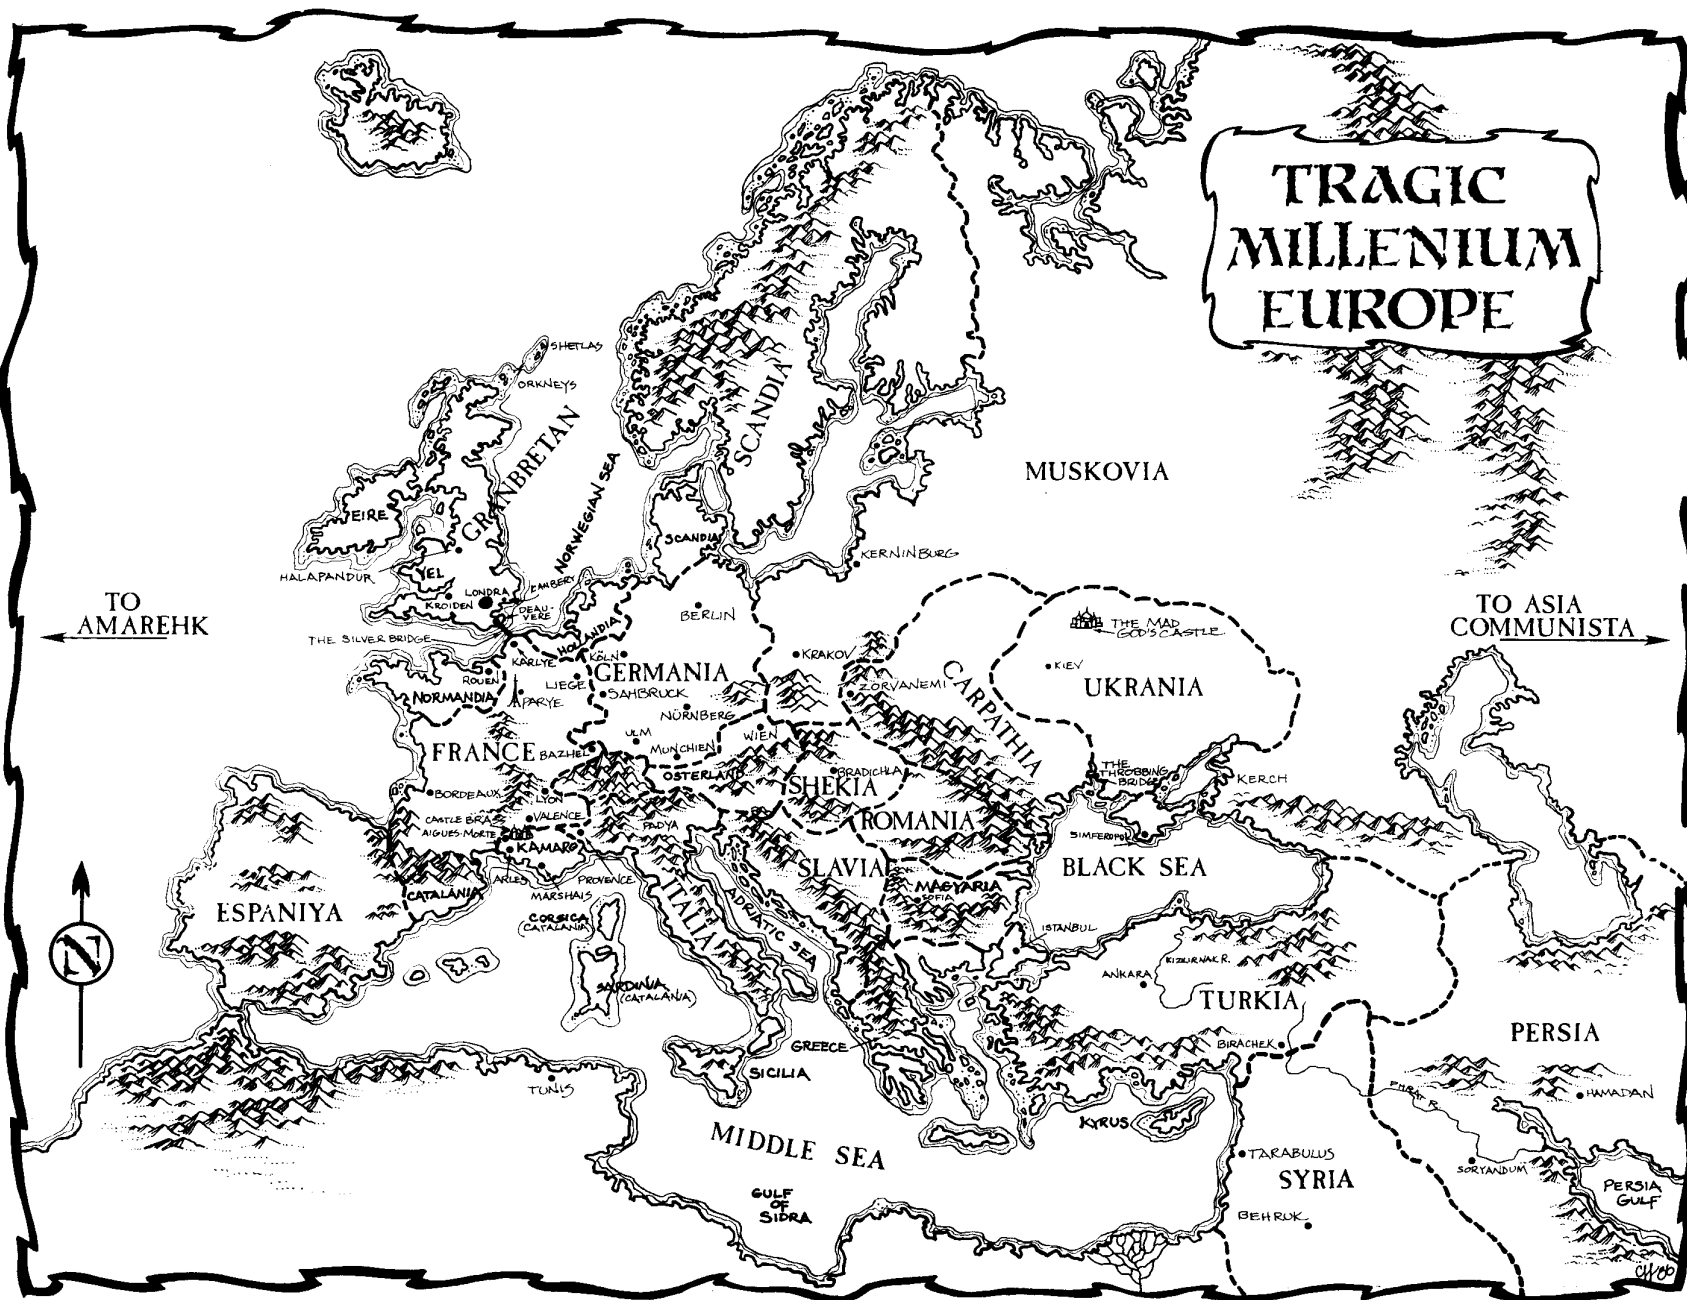 TRAGIC
MILLENIUM
EUROPE
SHETLAS
ORKNEYS
GRANBRETAN
NORWEGIAN SEA
SCANDIA
MUSKOVIA
EIRE
SCANDIA
KERNINBURG
HALAPANDUR
YEL
LONDRA
KROIDEN
DEAU-
VERE
TO
AMAREHK
THE SILVER BRIDGE
TO ASIA
COMMUNISTA
BERLIN
HOLLANDIA
KARLYE
KÖLN
GERMANIA
KRAKOV
THE MAD
GOD'S CASTLE
KIEV
UKRANIA
ROUEN
LIEGE
SAHBRUCK
ZORVANEMI
CARPATHIA
NORMANDIA
PARYE
NÜRNBERG
ULM
WIEN
MUNCHIEN
FRANCE
BAZHEL
OSTERLAND
SHEKIA
BRADICHLA
THE
THROBBING
BRIDGE
KERCH
BORDEAUX
LYON
CASTLE BRASS
VALENCE
AIGUES-MORTE
PADYA
ROMANIA
SIMFEROPOL
KAMARG
SLAVIA
BLACK SEA
CATALANIA
ARLES
PROVENCE
MARSHAIS
MAGYARIA
SOFIA
ESPANIYA
CORSICA
(CATALANIA)
ITALIA
ADRIATIC SEA
ISTANBUL
N
ANKARA
KIZLIRNAK R.
SARDINIA
(CATALANIA)
TURKIA
PERSIA
GREECE
BIRACHEK
SICILIA
TUNIS
HAMADAN
KYRUS
MIDDLE SEA
TARABULUS
SORYANDUM
SYRIA
PERSIA
GULF
GULF
OF
SIDRA
BEHRUK